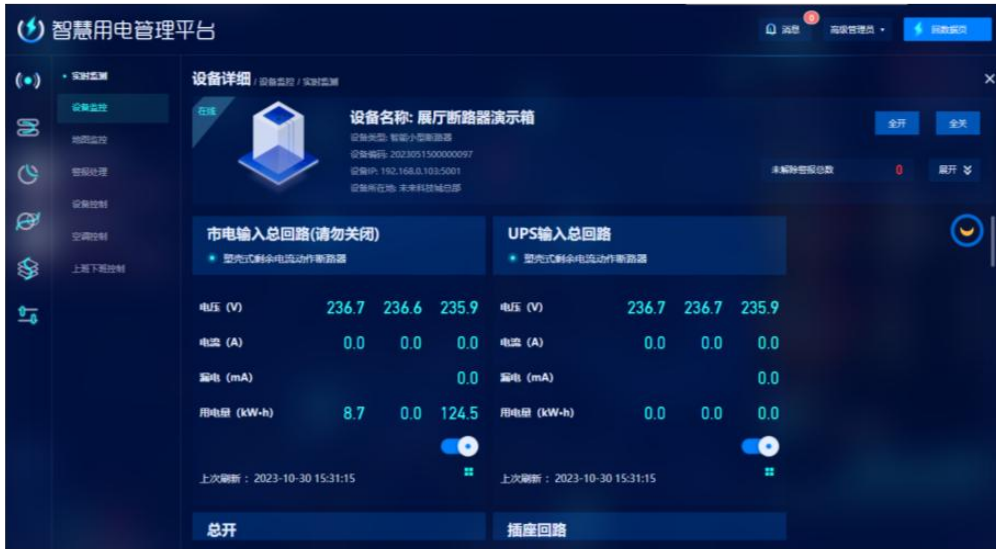 智慧用电管理平台
消息
0
高级管理员
回数据页
实时监测
设备监控
地图监控
警报处理
设备控制
空调控制
上班下班控制
设备详细 / 设备监控 / 实时监测
×
在线
设备名称: 展厅断路器演示箱
设备类型: 智能小型断路器
设备编码: 2023051500000097
设备IP: 192.168.0.103:5001
设备所在地: 未来科技城总部
全开
全关
未解除警报总数 0
展开
市电输入总回路(请勿关闭)
塑壳式剩余电流动作断路器
电压 (V) 236.7 236.6 235.9
电流 (A) 0.0 0.0 0.0
漏电 (mA) 0.0
用电量 (kW·h) 8.7 0.0 124.5
上次刷新： 2023-10-30 15:31:15
UPS输入总回路
塑壳式剩余电流动作断路器
电压 (V) 236.7 236.7 235.9
电流 (A) 0.0 0.0 0.0
漏电 (mA) 0.0
用电量 (kW·h) 0.0 0.0 0.0
上次刷新： 2023-10-30 15:31:15
总开
插座回路